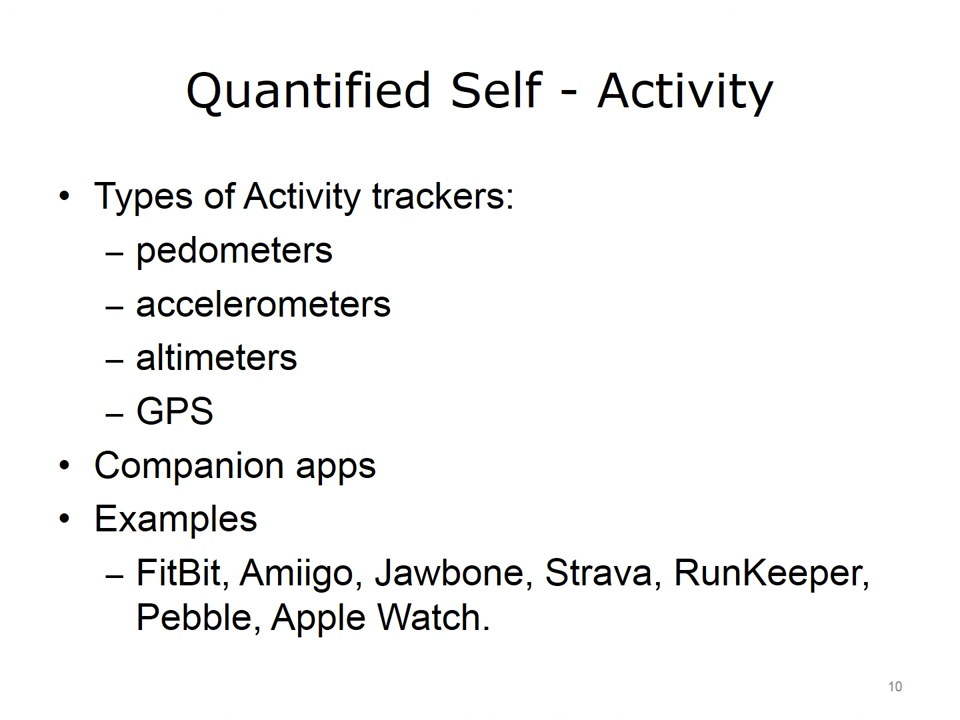 Quantified Self - Activity
• Types of Activity trackers:
– pedometers
– accelerometers
– altimeters
– GPS
• Companion apps
• Examples
– FitBit, Amiigo, Jawbone, Strava, RunKeeper,
Pebble, Apple Watch.
10